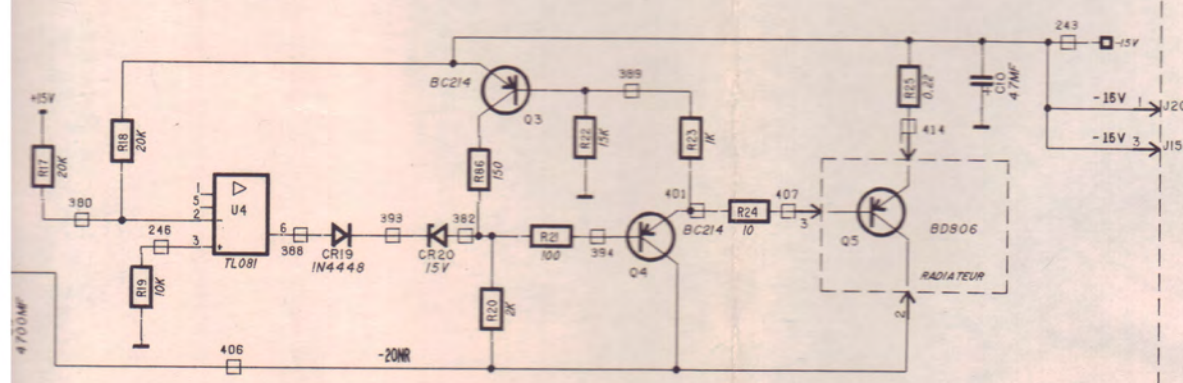 243
-15V
BC214
389
Q3
R25
0.22
C10
47MF
-15V
1
J20
-15V
3
J15
+15V
R18
20K
R17
20K
R22
15K
R23
1K
414
R86
150
380
1
5
2
U4
3
+
6
TL081
246
388
CR19
1N4448
393
CR20
15V
382
R21
100
394
Q4
401
BC214
R24
10
407
3
Q5
BD806
RADIATEUR
R19
10K
R20
2K
2
4700MF
406
-20NR